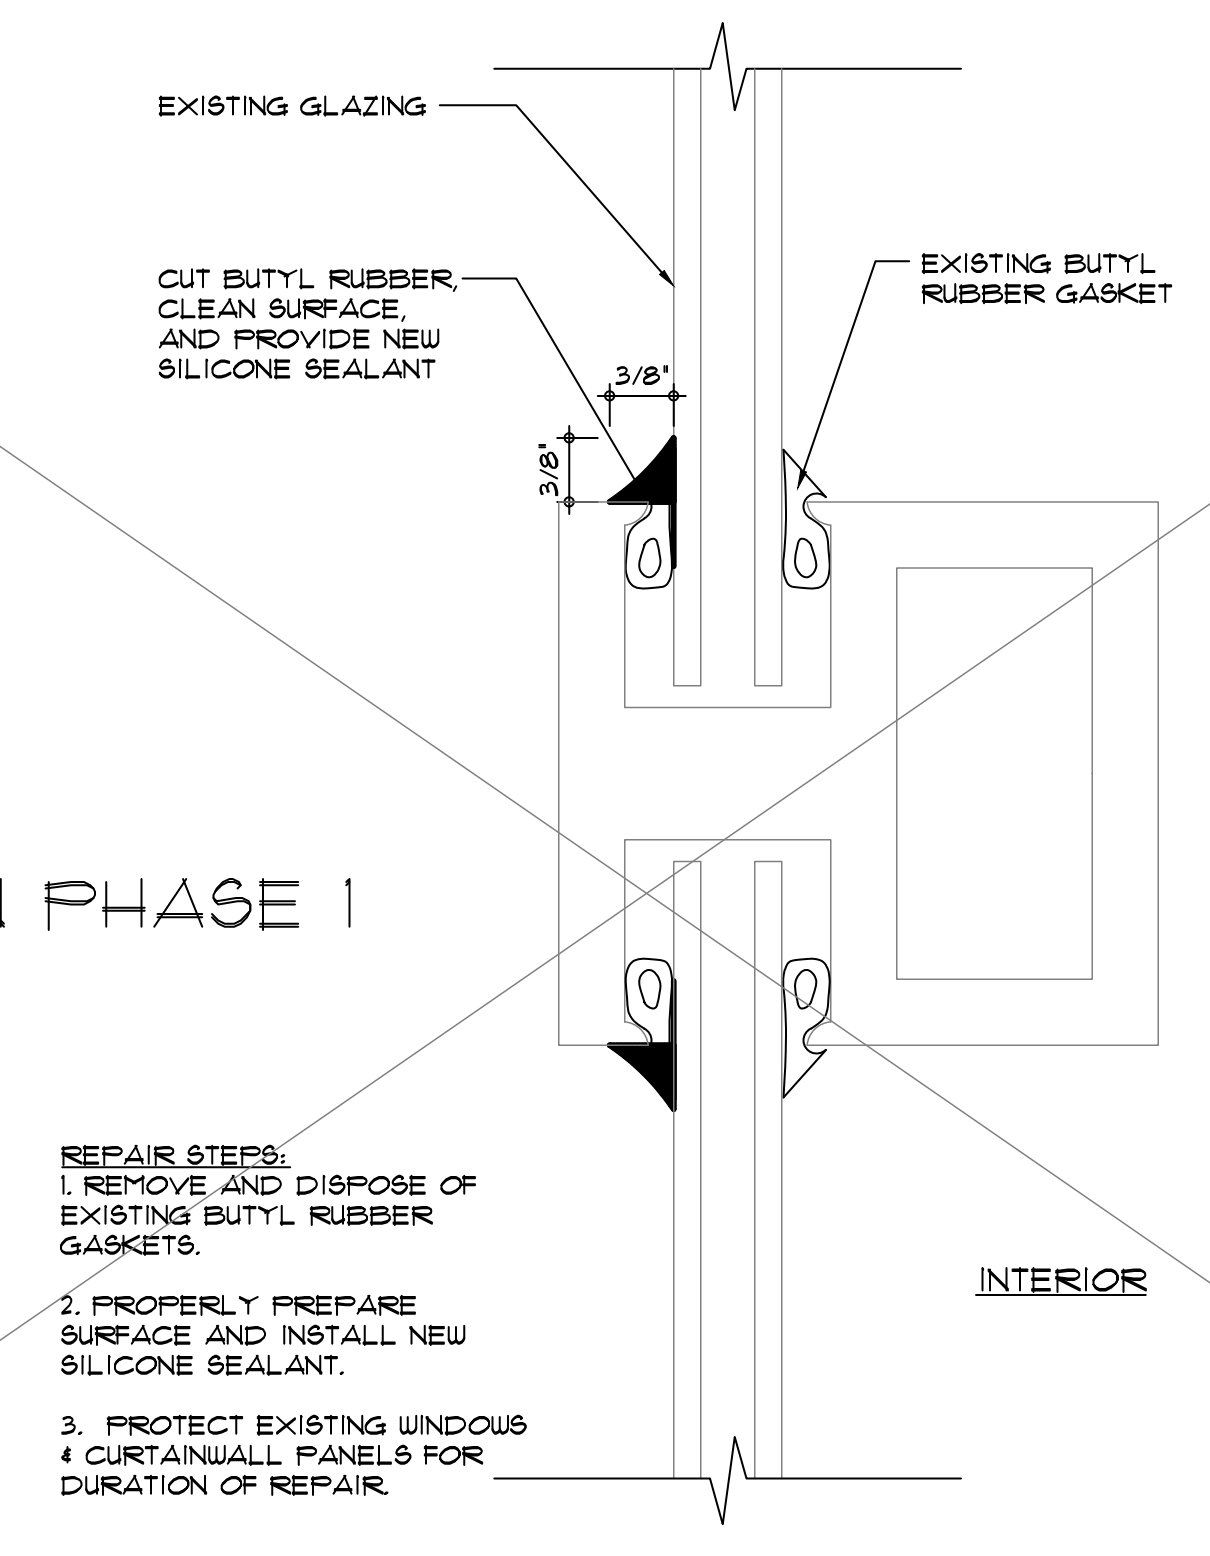 EXISTING GLAZING
CUT BUTYL RUBBER,
CLEAN SURFACE,
AND PROVIDE NEW
SILICONE SEALANT
EXISTING BUTYL
RUBBER GASKET
3/8"
3/8"
PHASE 1
REPAIR STEPS:
1. REMOVE AND DISPOSE OF
EXISTING BUTYL RUBBER
GASKETS.
2. PROPERLY PREPARE
SURFACE AND INSTALL NEW
SILICONE SEALANT.
3. PROTECT EXISTING WINDOWS
& CURTAINWALL PANELS FOR
DURATION OF REPAIR.
INTERIOR